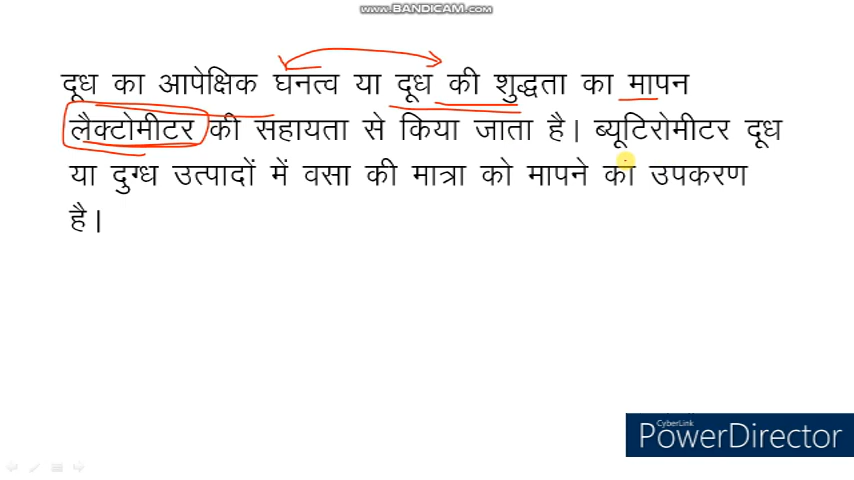 www.BANDICAM.com
दूध का आपेक्षिक घनत्व या दूध की शुद्धता का मापन
लैक्टोमीटर की सहायता से किया जाता है। ब्यूटिरोमीटर दूध
या दुग्ध उत्पादों में वसा की मात्रा को मापने का उपकरण
है।
CyberLink
PowerDirector